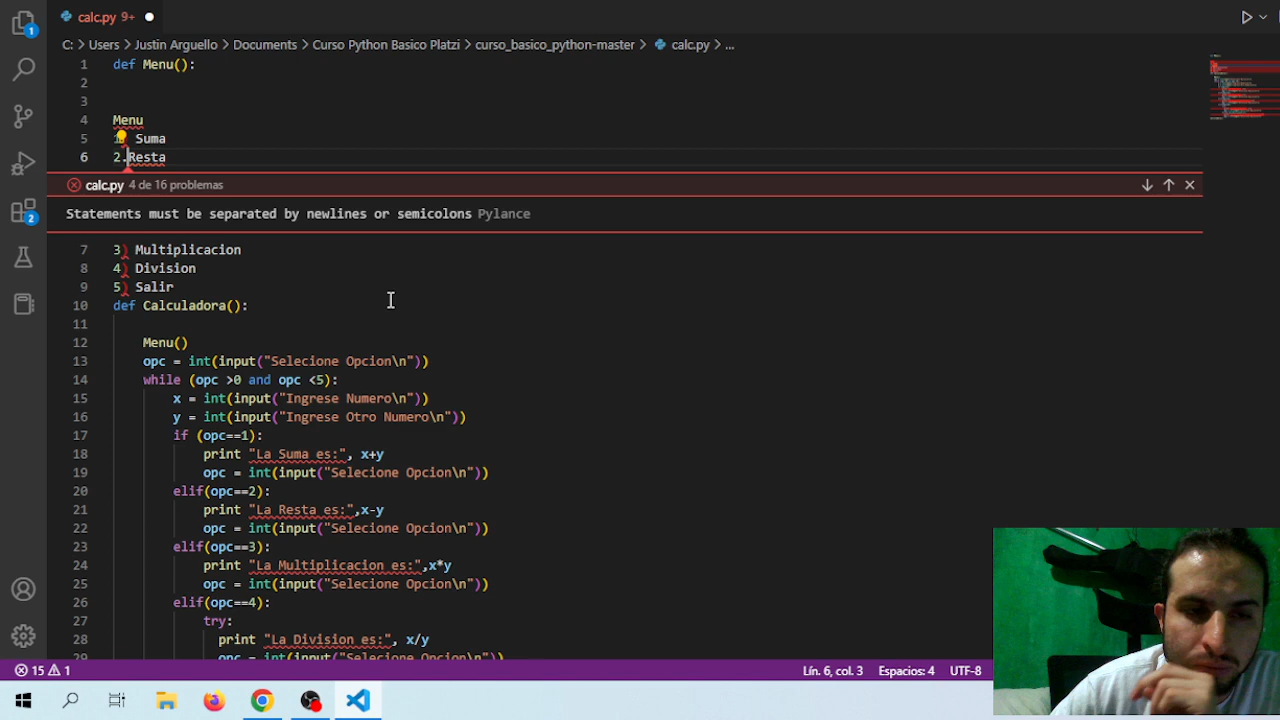 calc.py 9+
1
C: > Users > Justin Arguello > Documents > Curso Python Basico Platzi > curso_basico_python-master > calc.py > ...
1 def Menu():
2
3
4 Menu
5 Suma
6 2.Resta
calc.py 4 de 16 problemas
Statements must be separated by newlines or semicolons Pylance
7 3) Multiplicacion
8 4) Division
9 5) Salir
10 def Calculadora():
11
12 Menu()
13 opc = int(input("Selecione Opcion\n"))
14 while (opc >0 and opc <5):
15 x = int(input("Ingrese Numero\n"))
16 y = int(input("Ingrese Otro Numero\n"))
17 if (opc==1):
18 print "La Suma es:", x+y
19 opc = int(input("Selecione Opcion\n"))
20 elif(opc==2):
21 print "La Resta es:",x-y
22 opc = int(input("Selecione Opcion\n"))
23 elif(opc==3):
24 print "La Multiplicacion es:",x*y
25 opc = int(input("Selecione Opcion\n"))
26 elif(opc==4):
27 try:
28 print "La Division es:", x/y
29 opc = int(input("Selecione Opcion\n"))
2
15 1
Lín. 6, col. 3 Espacios: 4 UTF-8